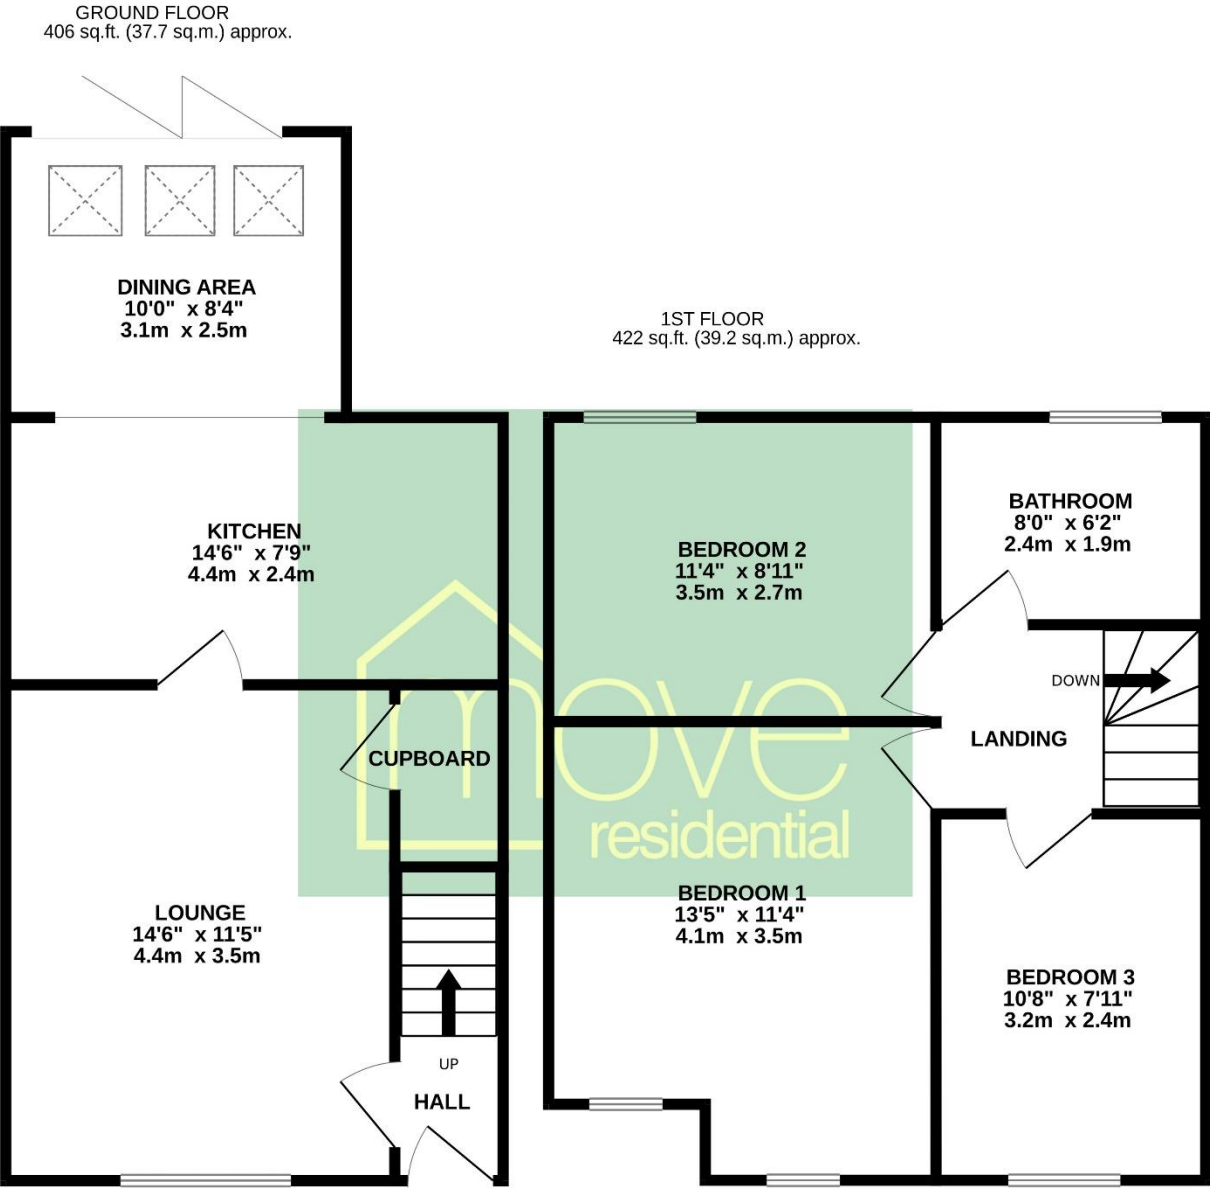 GROUND FLOOR
406 sq.ft. (37.7 sq.m.) approx.
DINING AREA
10'0" x 8'4"
3.1m x 2.5m
KITCHEN
14'6" x 7'9"
4.4m x 2.4m
CUPBOARD
LOUNGE
14'6" x 11'5"
4.4m x 3.5m
UP
HALL
1ST FLOOR
422 sq.ft. (39.2 sq.m.) approx.
BEDROOM 2
11'4" x 8'11"
3.5m x 2.7m
BATHROOM
8'0" x 6'2"
2.4m x 1.9m
DOWN
LANDING
move
residential
BEDROOM 1
13'5" x 11'4"
4.1m x 3.5m
BEDROOM 3
10'8" x 7'11"
3.2m x 2.4m